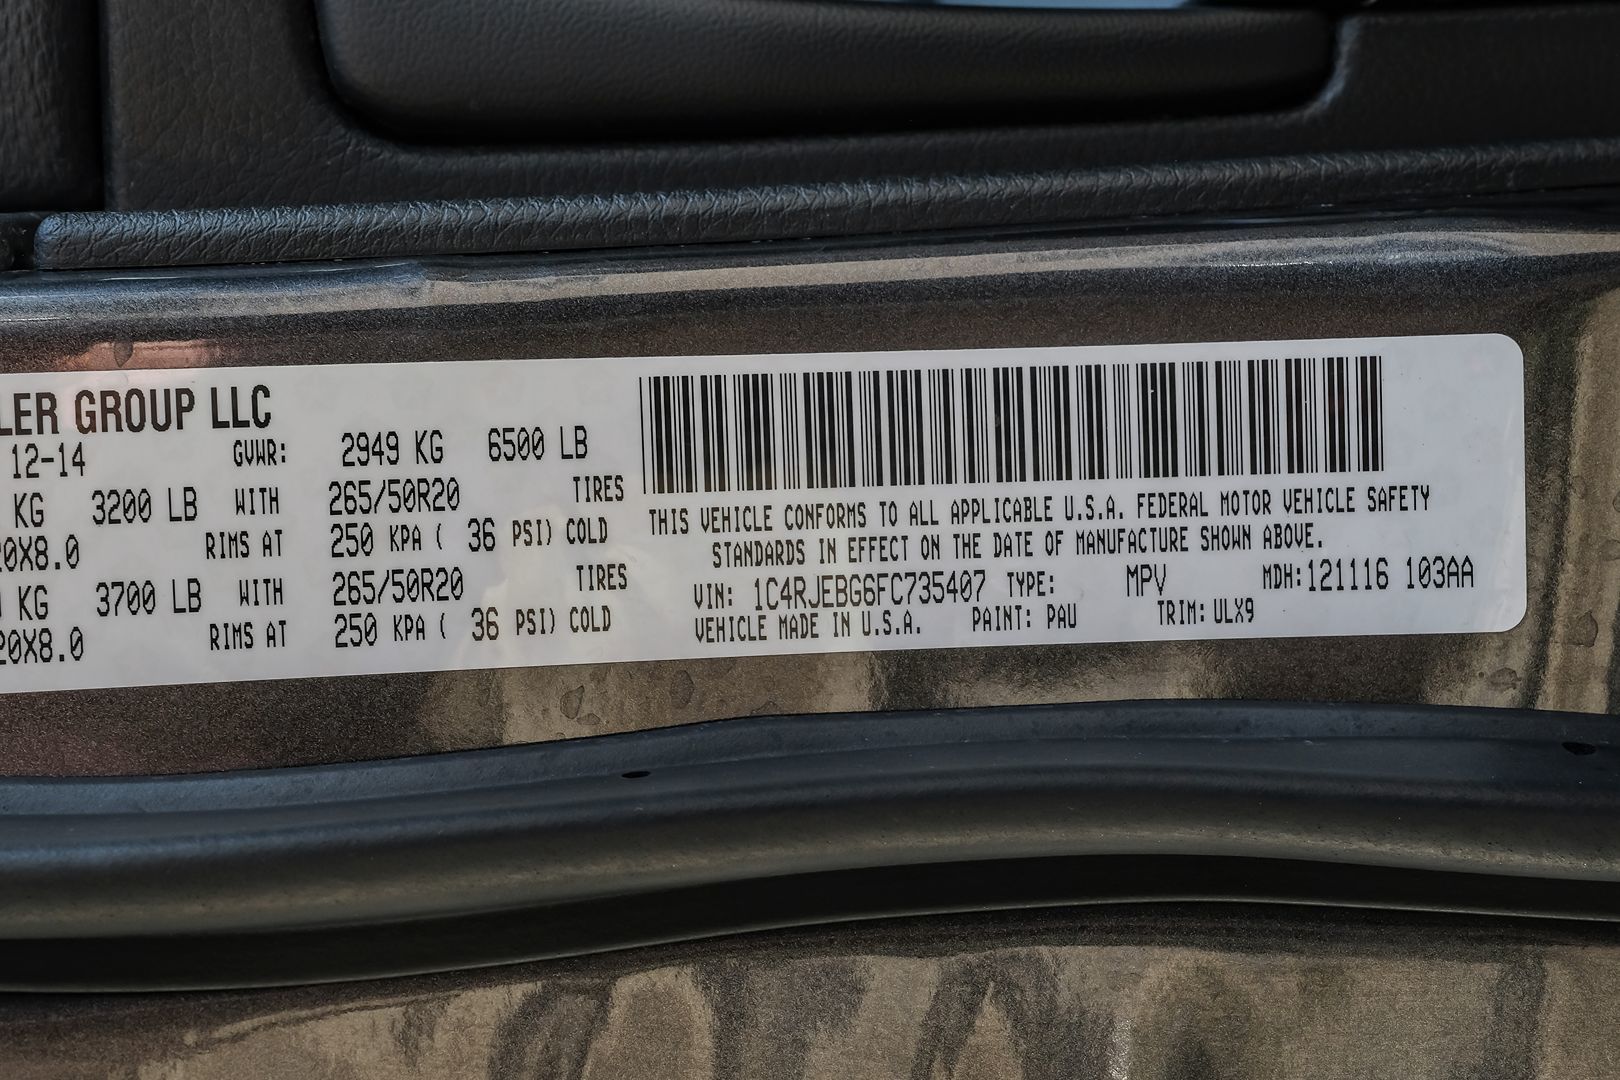 LER GROUP LLC
12-14 GVWR: 2949 KG 6500 LB
KG 3200 LB WITH 265/50R20 TIRES
20X8.0 RIMS AT 250 KPA ( 36 PSI) COLD
KG 3700 LB WITH 265/50R20 TIRES
20X8.0 RIMS AT 250 KPA ( 36 PSI) COLD
THIS VEHICLE CONFORMS TO ALL APPLICABLE U.S.A. FEDERAL MOTOR VEHICLE SAFETY
STANDARDS IN EFFECT ON THE DATE OF MANUFACTURE SHOWN ABOVE.
VIN: 1C4RJEBG6FC735407 TYPE: MPV MDH:121116 103AA
VEHICLE MADE IN U.S.A. PAINT: PAU TRIM: ULX9